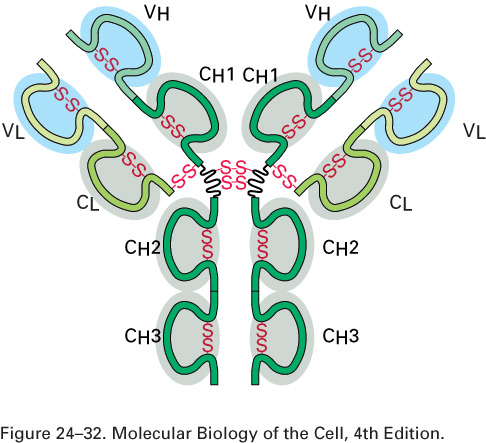 VH VH
S-S S-S
CH1 CH1
S-S S-S
VL VL
S-S S-S
S-S S-S
CL CL
S-S S-S S-S S-S
CH2 CH2
S-S S-S
CH3 CH3
S-S S-S
Figure 24–32. Molecular Biology of the Cell, 4th Edition.